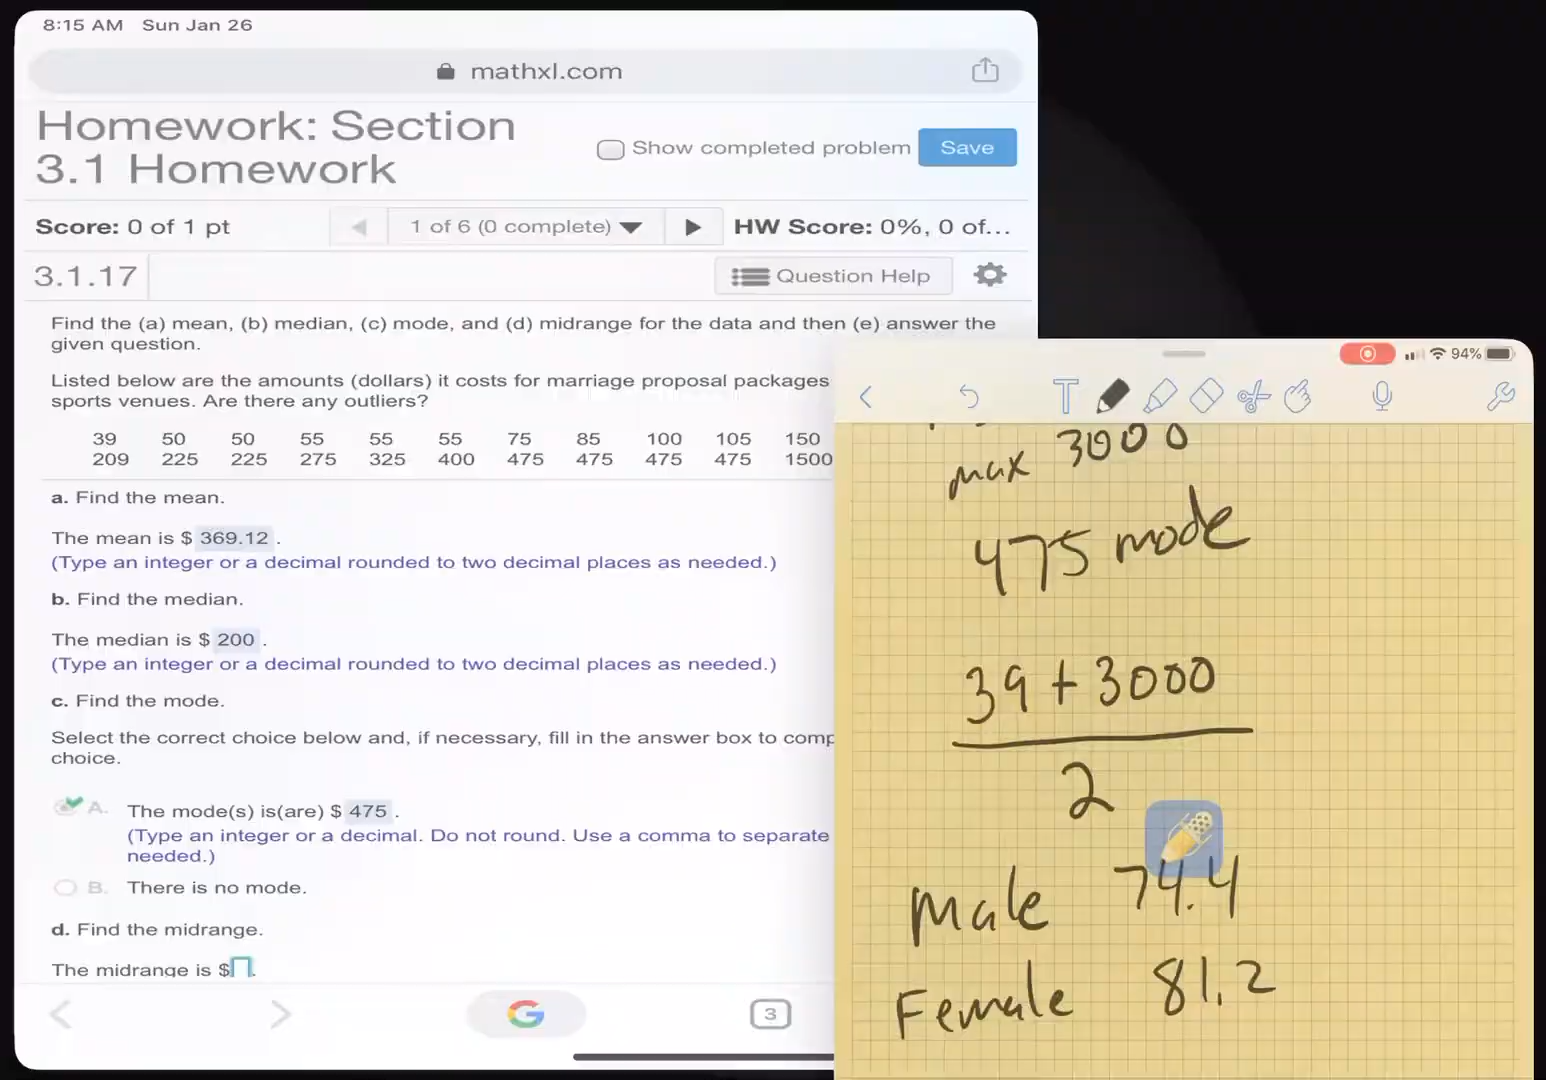 8:15 AM Sun Jan 26
mathxl.com
Homework: Section
3.1 Homework
Show completed problem
Save
Score: 0 of 1 pt
1 of 6 (0 complete)
HW Score: 0%, 0 of...
3.1.17
Question Help
Find the (a) mean, (b) median, (c) mode, and (d) midrange for the data and then (e) answer the
given question.
Listed below are the amounts (dollars) it costs for marriage proposal packages
sports venues. Are there any outliers?
39 50 50 55 55 55 75 85 100 105 150
209 225 225 275 325 400 475 475 475 475 1500
a. Find the mean.
The mean is $ 369.12 .
(Type an integer or a decimal rounded to two decimal places as needed.)
b. Find the median.
The median is $ 200 .
(Type an integer or a decimal rounded to two decimal places as needed.)
c. Find the mode.
Select the correct choice below and, if necessary, fill in the answer box to comp
choice.
A. The mode(s) is(are) $ 475 .
(Type an integer or a decimal. Do not round. Use a comma to separate
needed.)
B. There is no mode.
d. Find the midrange.
The midrange is $ .
G
3
94%
T
max 3000
475 mode
39 + 3000
2
Male 74.4
Female 81.2